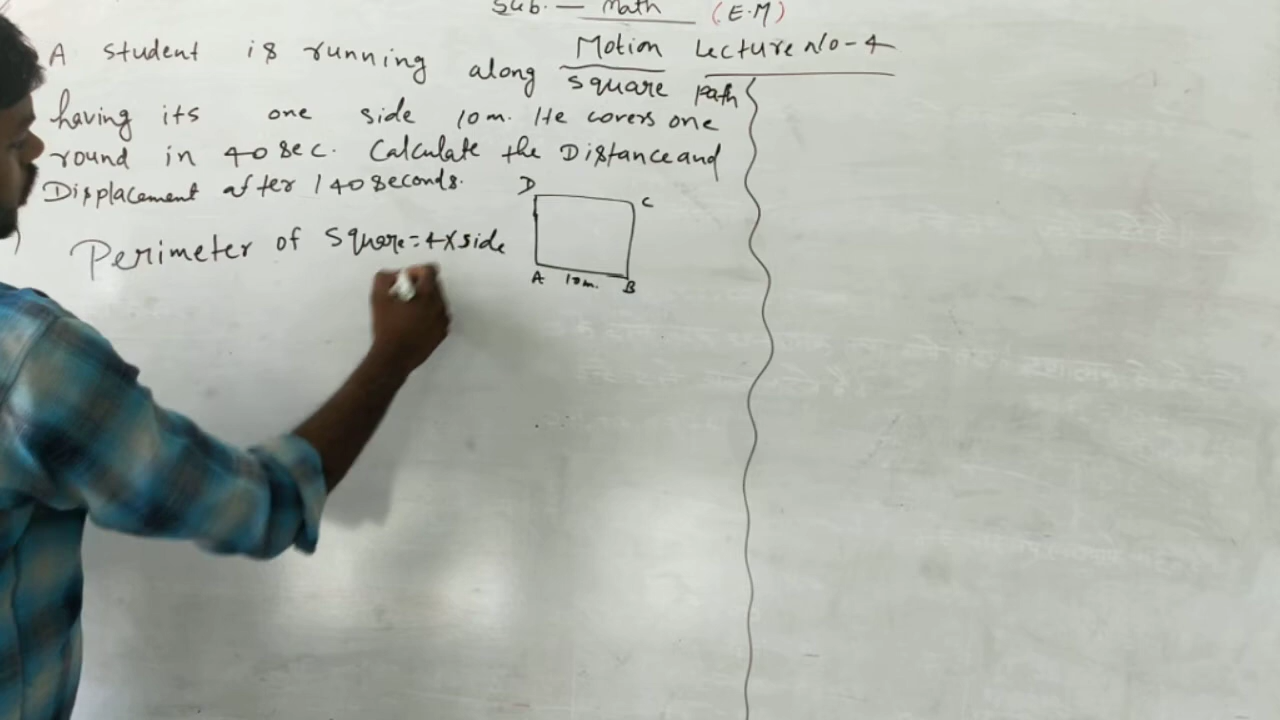 Sub. — Math (E.M)
Motion Lecture No-4
A student is running along square path
having its one side 10m. He covers one
round in 40 sec. Calculate the Distance and
Displacement after 140 seconds.
D
C
Perimeter of Square = 4×side
A 10m. B